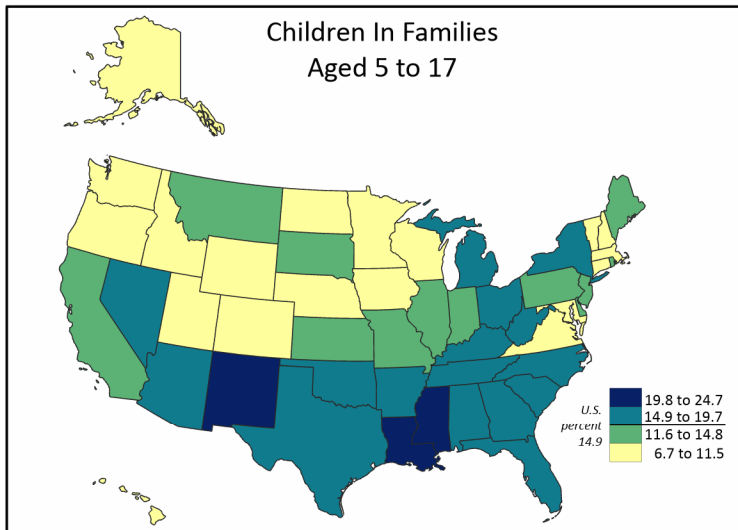 Children In Families
Aged 5 to 17
19.8 to 24.7
U.S.
14.9 to 19.7
percent
11.6 to 14.8
14.9
6.7 to 11.5